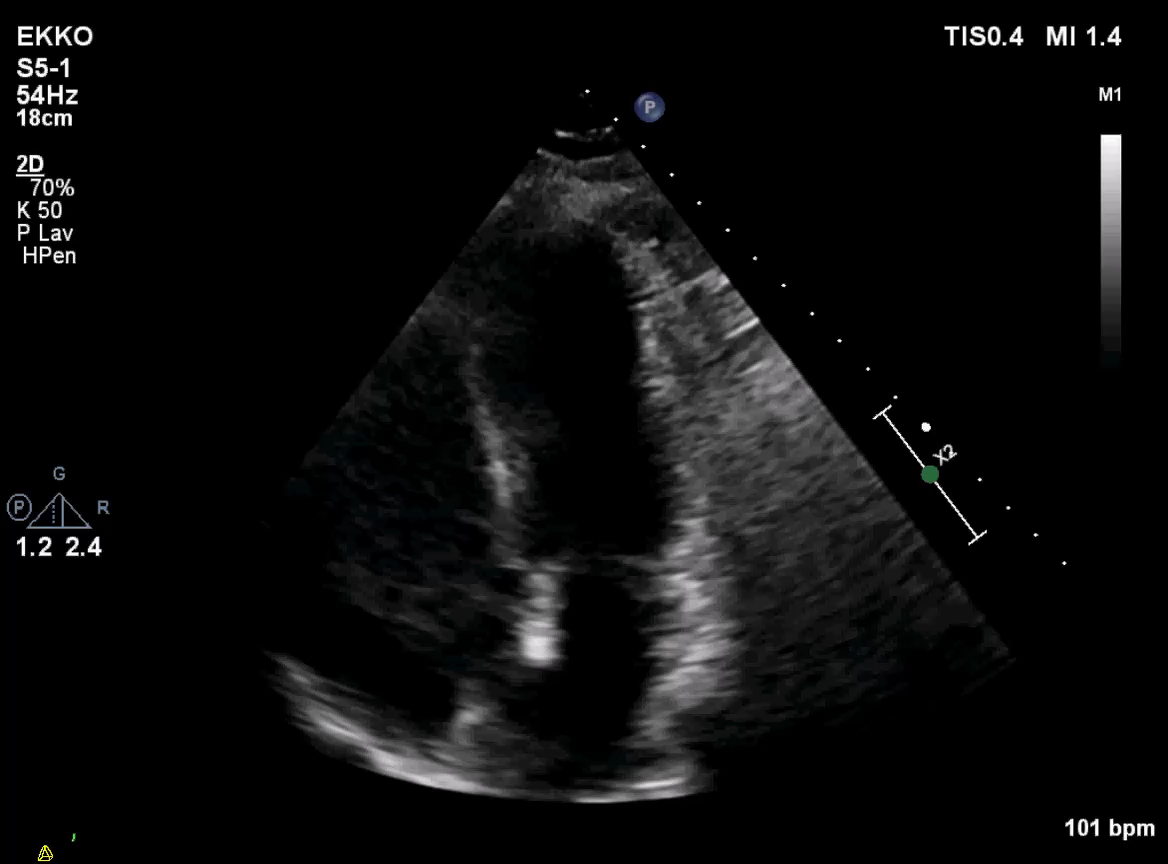 EKKO
S5-1
54Hz
18cm
2D
70%
K 50
P Lav
HPen
TIS0.4 MI 1.4
M1
P
X2
G
P R
1.2 2.4
101 bpm